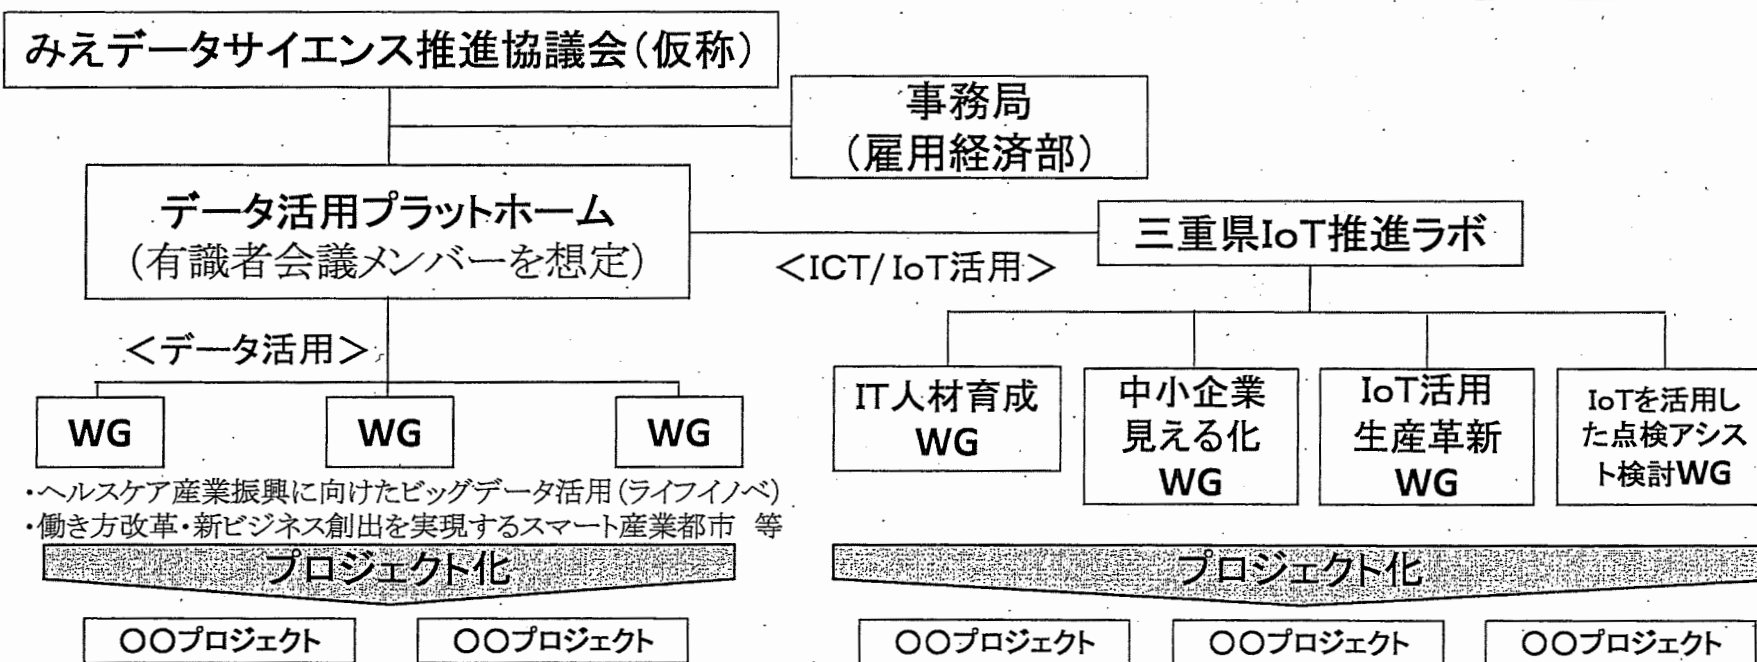 みえデータサイエンス推進協議会(仮称)
事務局
(雇用経済部)
データ活用プラットホーム
(有識者会議メンバーを想定)
三重県IoT推進ラボ
<ICT/IoT活用>
<データ活用>
WG
WG
WG
IT人材育成
WG
中小企業
見える化
WG
IoT活用
生産革新
WG
IoTを活用し
た点検アシス
ト検討WG
・ヘルスケア産業振興に向けたビッグデータ活用(ライフイノベ)
・働き方改革・新ビジネス創出を実現するスマート産業都市 等
プロジェクト化
プロジェクト化
〇〇プロジェクト
〇〇プロジェクト
〇〇プロジェクト
〇〇プロジェクト
〇〇プロジェクト